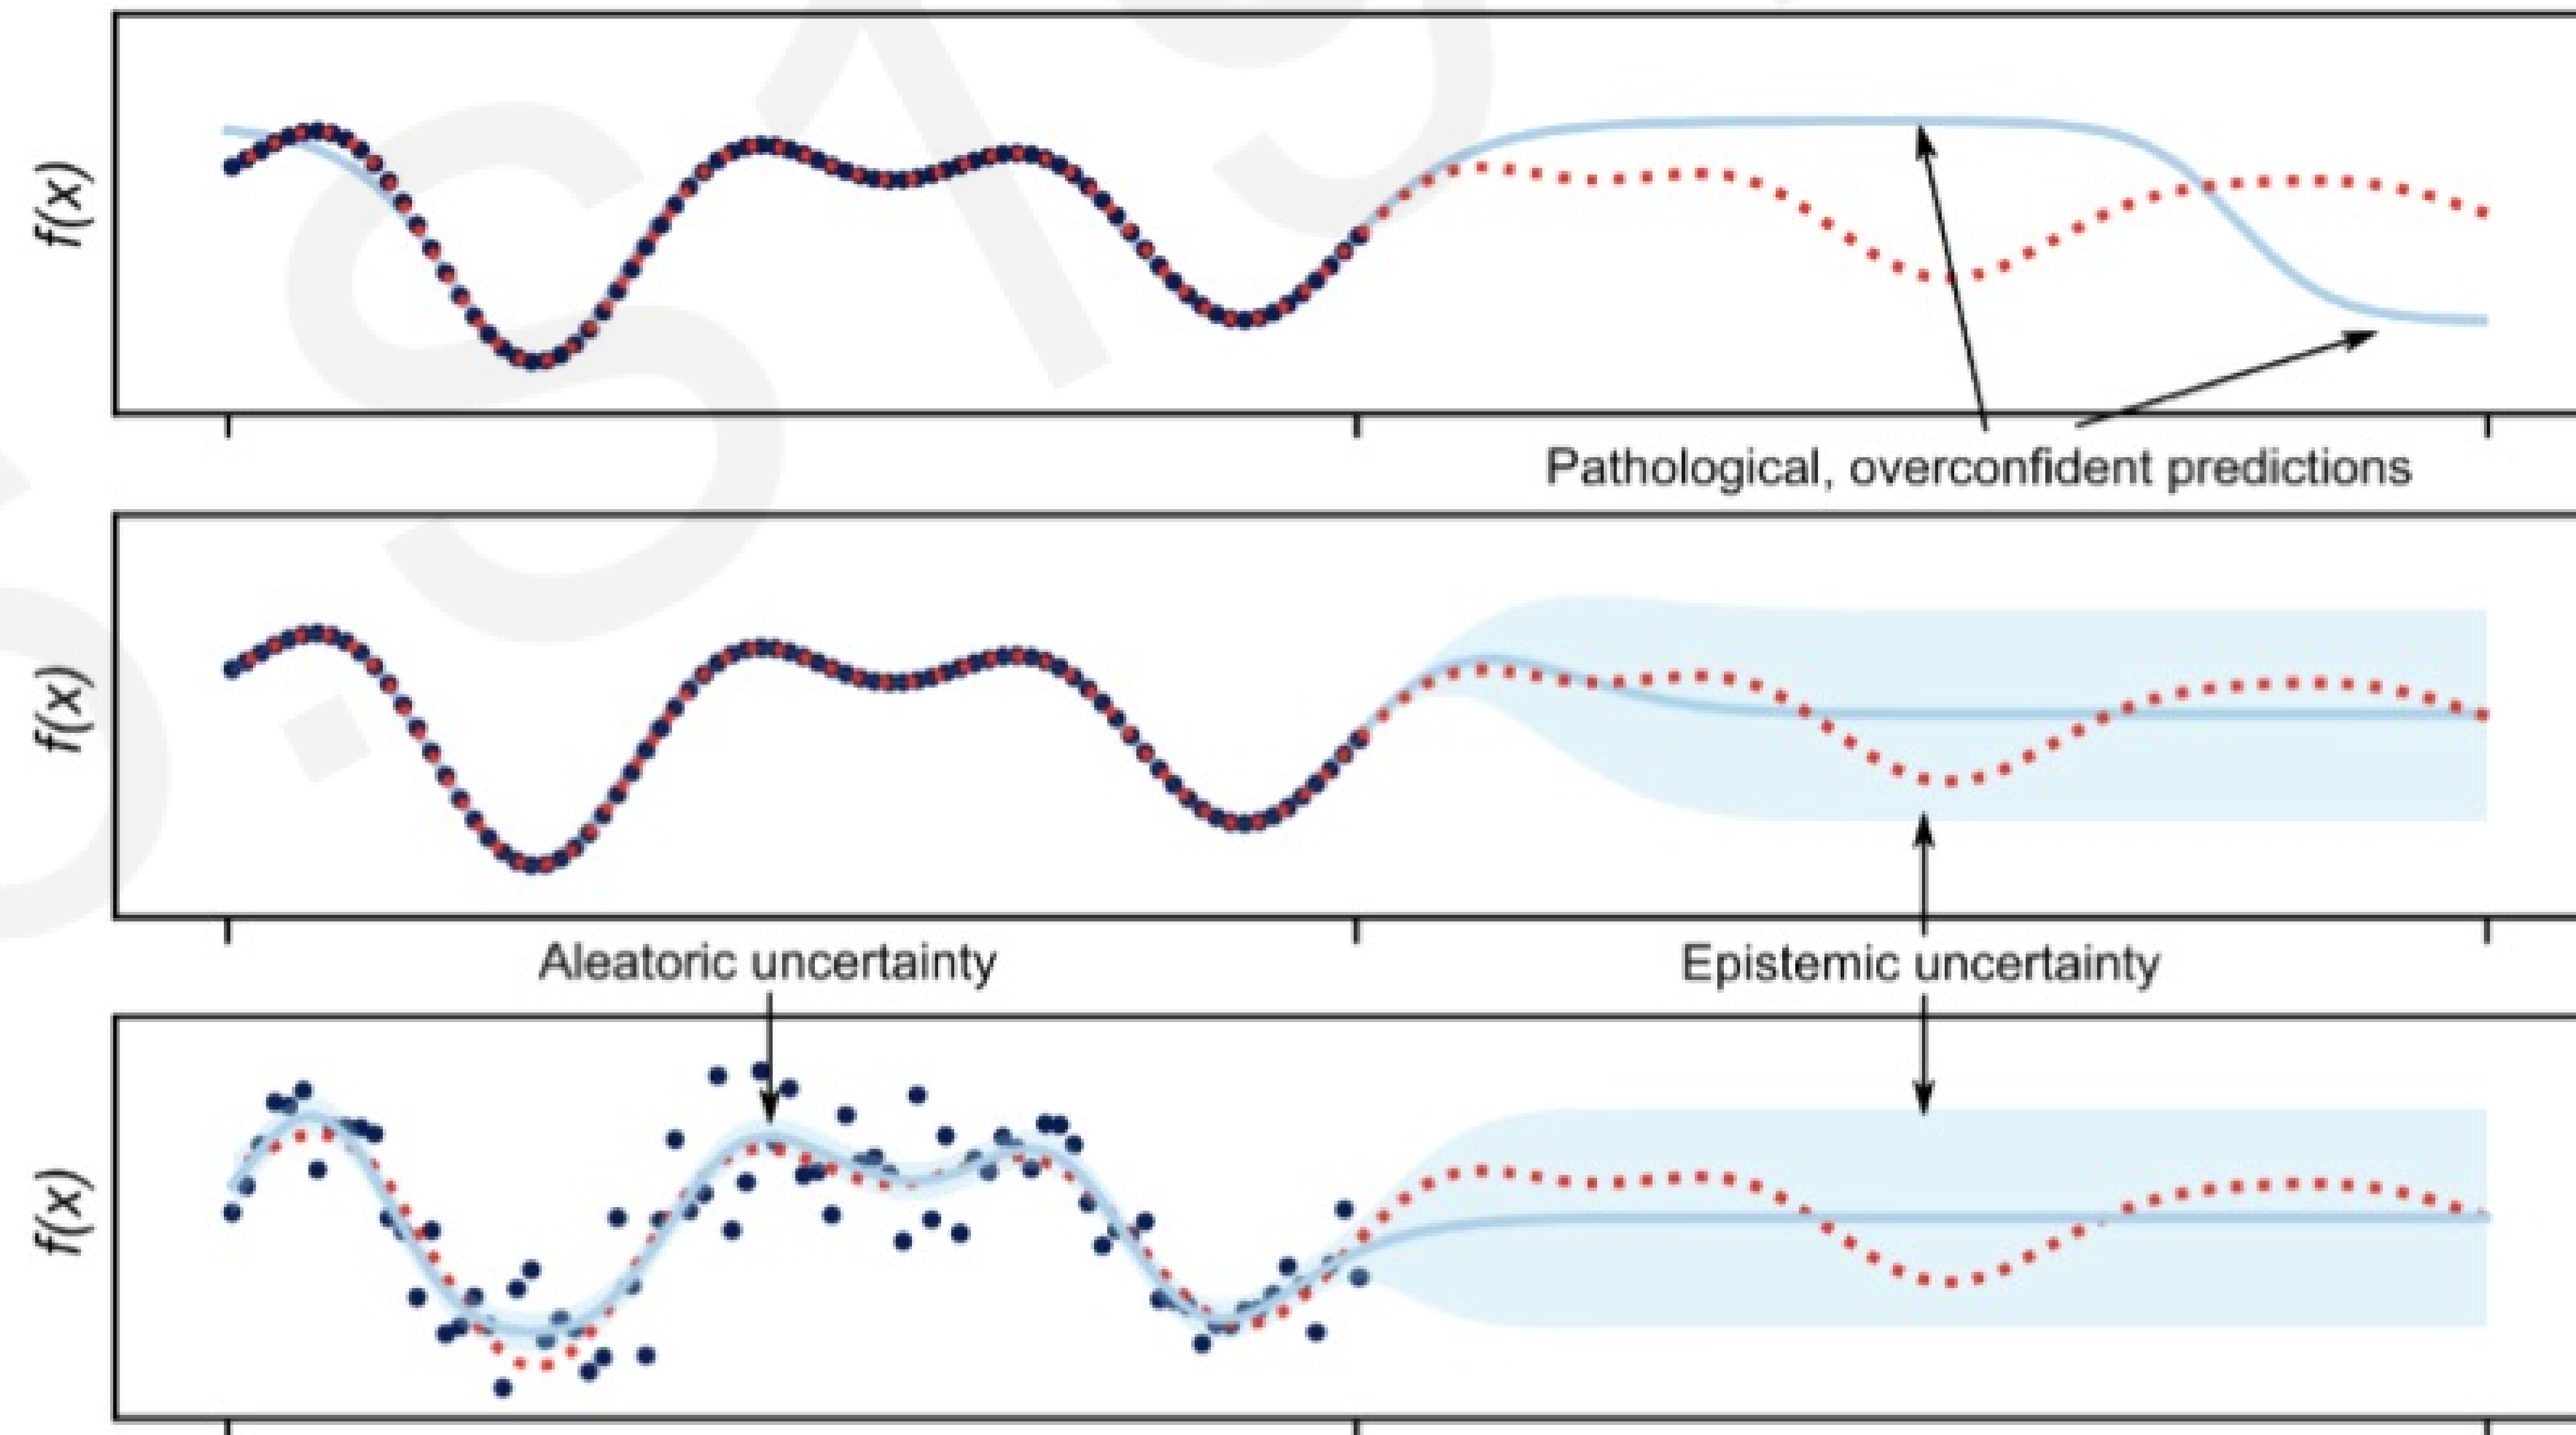 f(x)
Pathological, overconfident predictions
f(x)
Aleatoric uncertainty
Epistemic uncertainty
f(x)